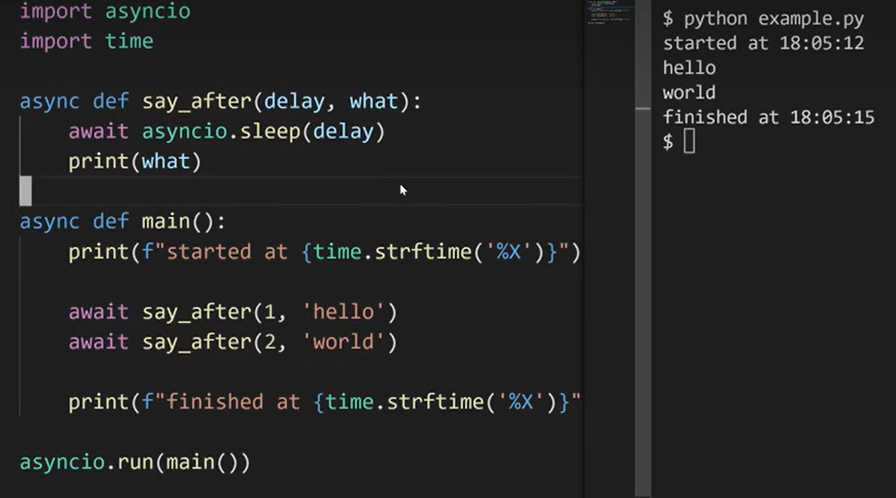 import asyncio
import time
async def say_after(delay, what):
    await asyncio.sleep(delay)
    print(what)
async def main():
    print(f"started at {time.strftime('%X')}")
    await say_after(1, 'hello')
    await say_after(2, 'world')
    print(f"finished at {time.strftime('%X')}"
asyncio.run(main())
$ python example.py
started at 18:05:12
hello
world
finished at 18:05:15
$